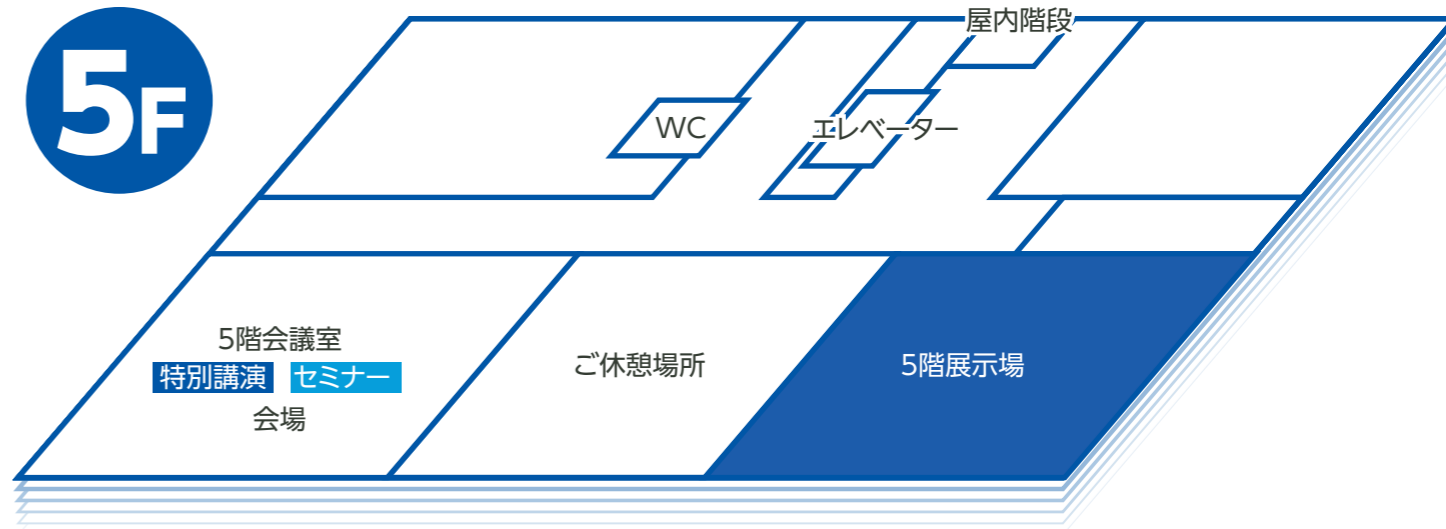 5F
屋内階段
WC
エレベーター
5階会議室
特別講演 セミナー
会場
ご休憩場所
5階展示場